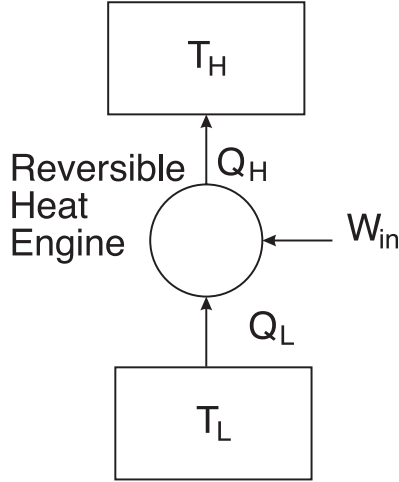 T_H
Q_H
Reversible
Heat
Engine
W_in
Q_L
T_L